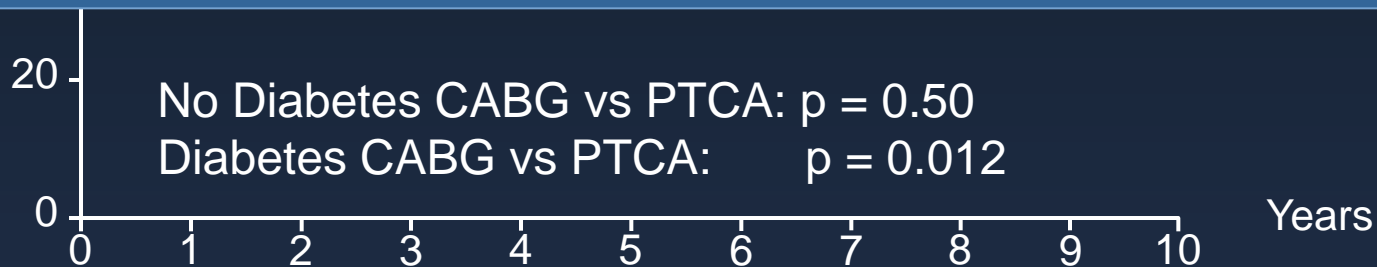 20
No Diabetes CABG vs PTCA: p = 0.50
Diabetes CABG vs PTCA: p = 0.012
0
Years
0 1 2 3 4 5 6 7 8 9 10